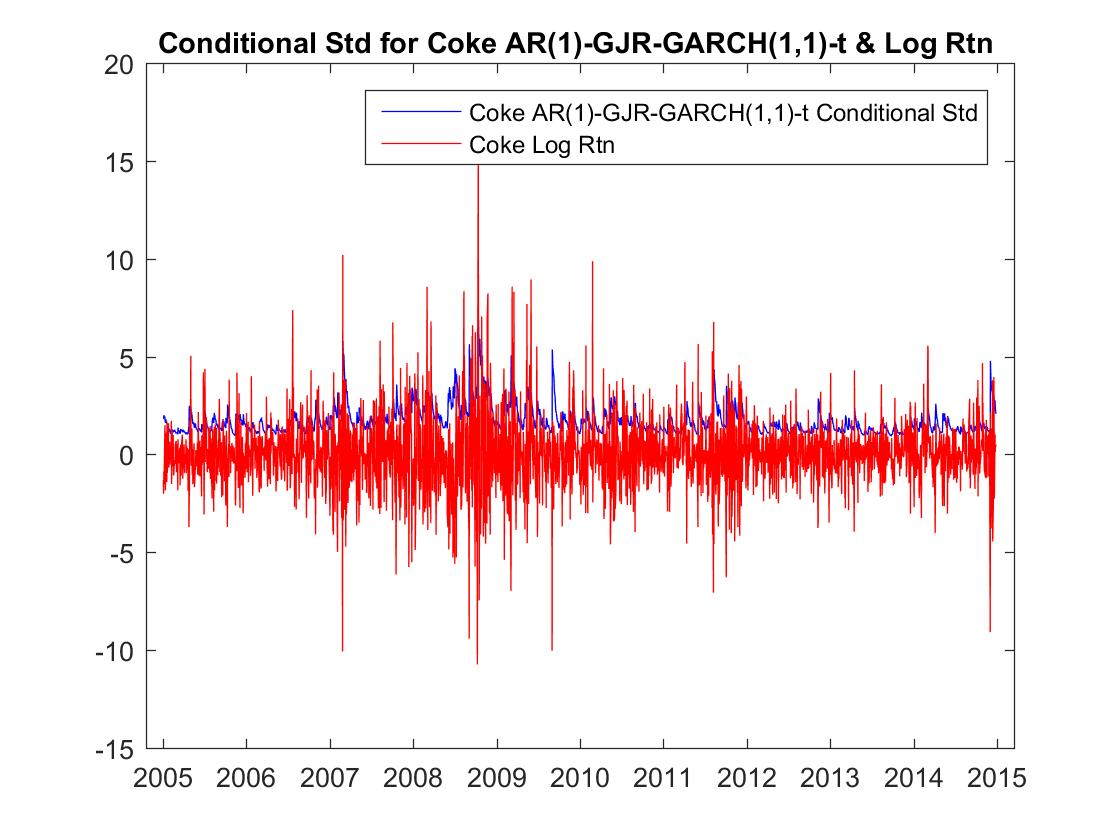 Conditional Std for Coke AR(1)-GJR-GARCH(1,1)-t & Log Rtn
20
15
10
5
0
-5
-10
-15
Coke AR(1)-GJR-GARCH(1,1)-t Conditional Std
Coke Log Rtn
2005 2006 2007 2008 2009 2010 2011 2012 2013 2014 2015